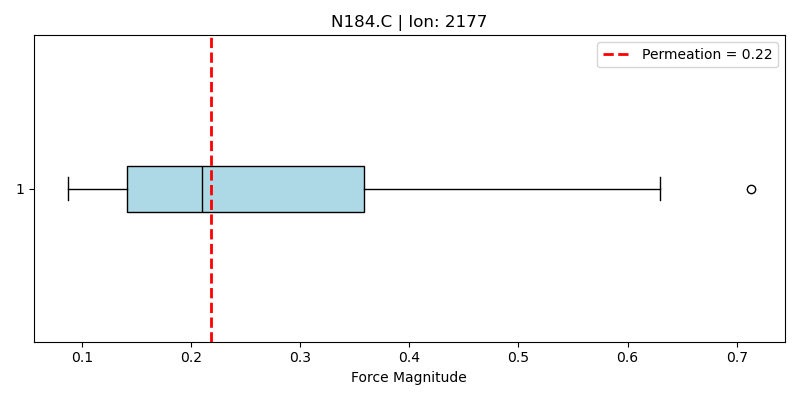 N184.C | Ion: 2177
Permeation = 0.22
1
0.1 0.2 0.3 0.4 0.5 0.6 0.7
Force Magnitude